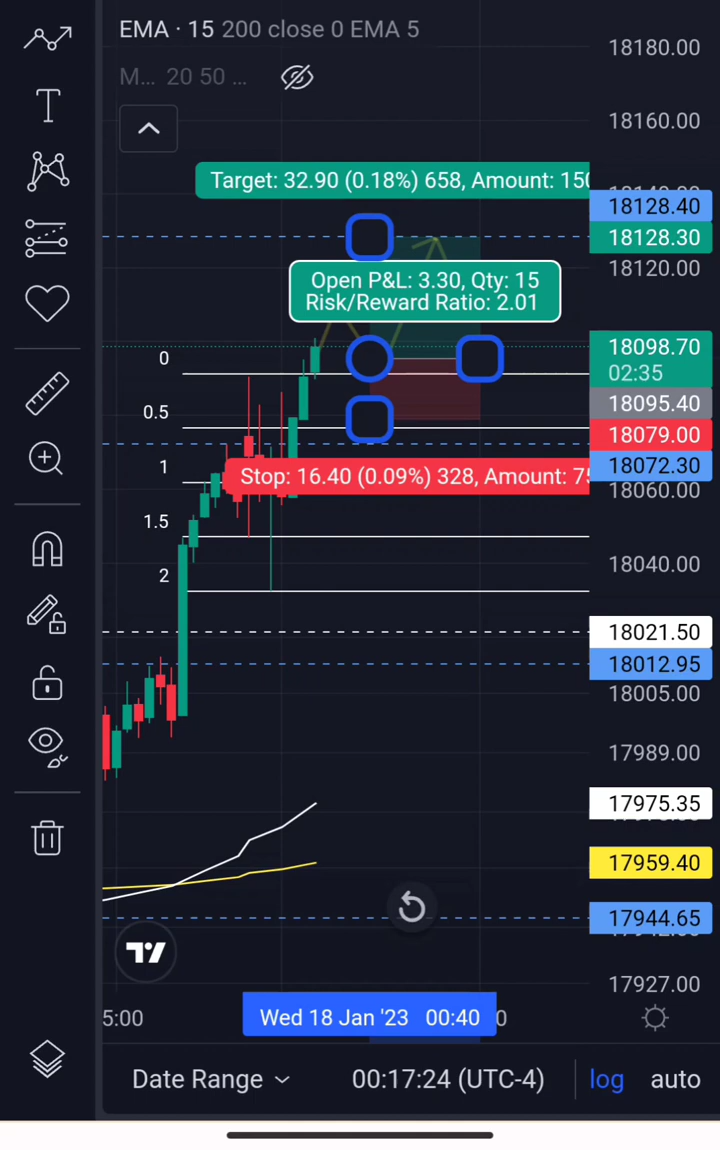 EMA · 15 200 close 0 EMA 5
M... 20 50 ...
18180.00
18160.00
Target: 32.90 (0.18%) 658, Amount: 150
18128.40
18128.30
18120.00
Open P&L: 3.30, Qty: 15
Risk/Reward Ratio: 2.01
0
18098.70
02:35
18095.40
0.5
18079.00
18072.30
1
Stop: 16.40 (0.09%) 328, Amount: 75
18060.00
1.5
18040.00
2
18021.50
18012.95
18005.00
17989.00
17975.35
17959.40
17944.65
17927.00
5:00
Wed 18 Jan '23 00:40
0
Date Range
00:17:24 (UTC-4)
log
auto